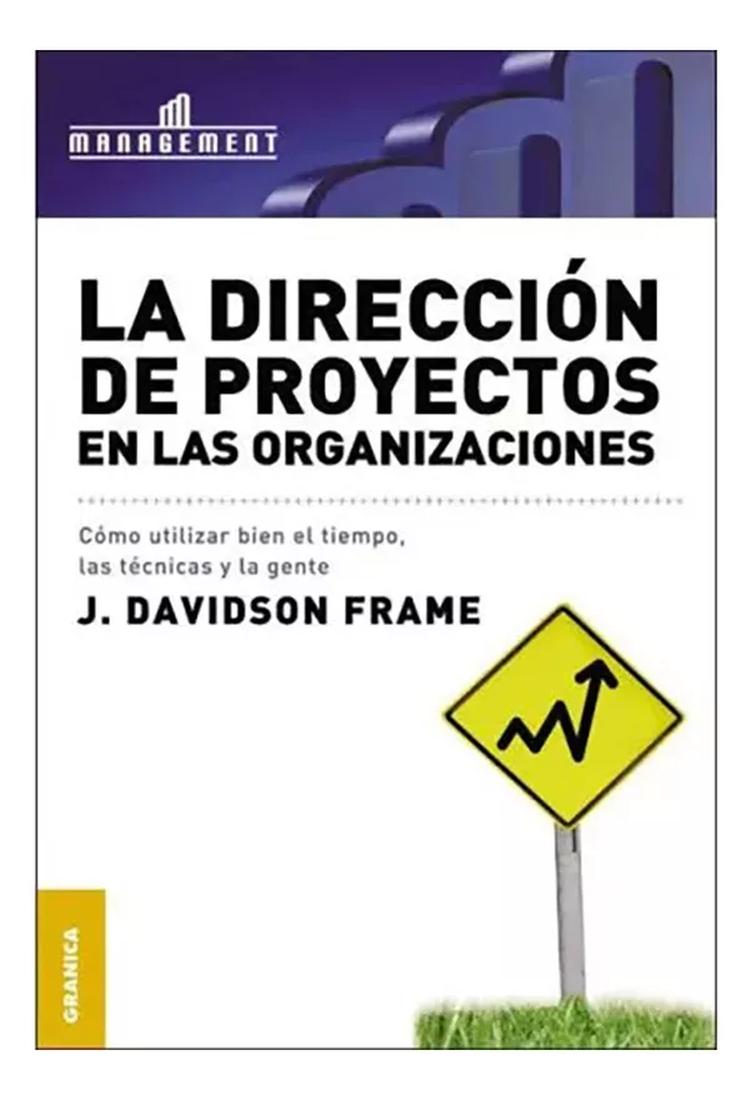 MANAGEMENT
LA DIRECCIÓN
DE PROYECTOS
EN LAS ORGANIZACIONES
Cómo utilizar bien el tiempo,
las técnicas y la gente
J. DAVIDSON FRAME
GRANICA